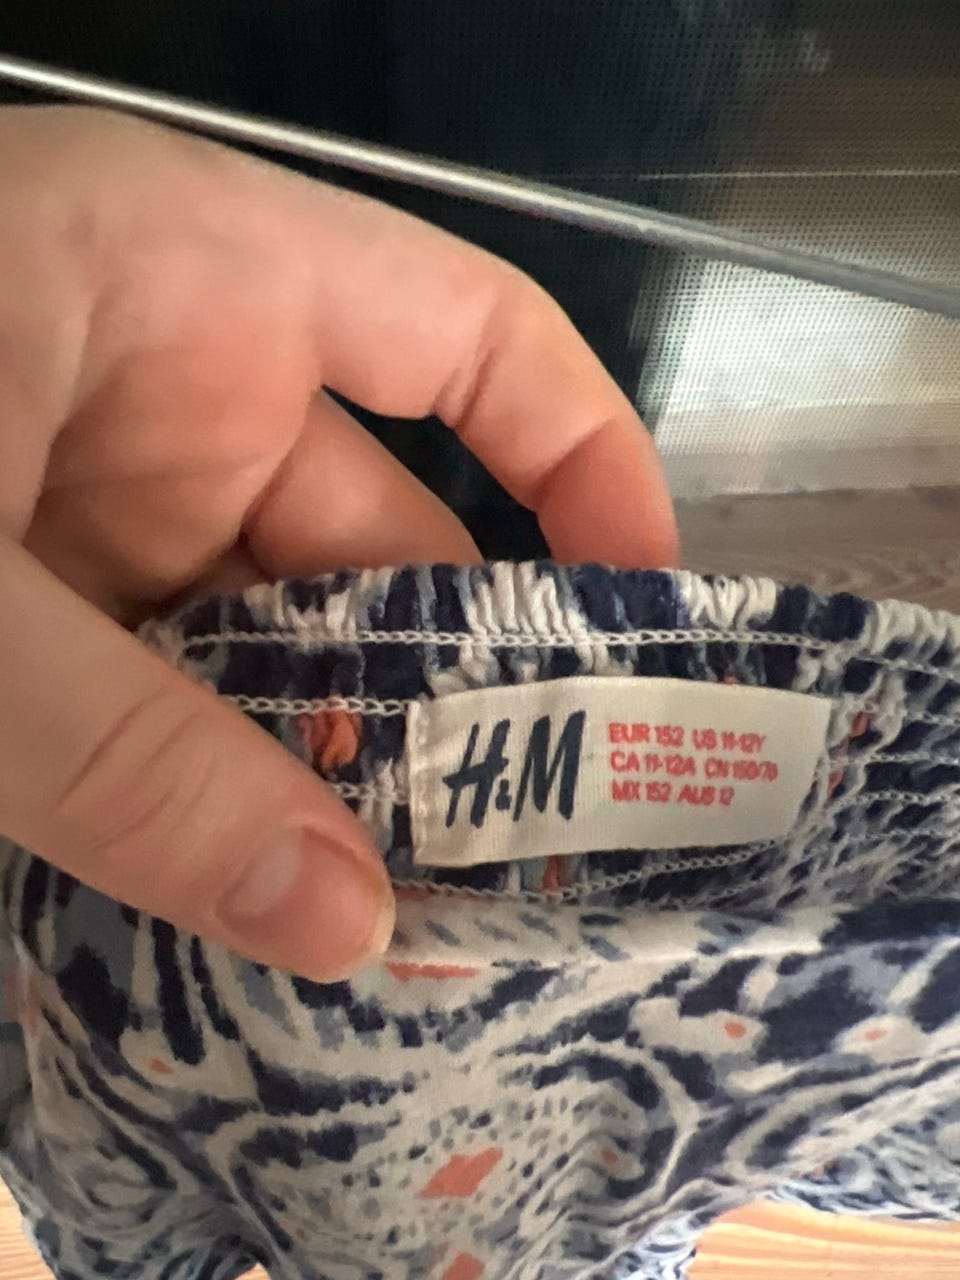 H&M
EUR 152 US 11-12Y
CA 11-12A CN 150/76
MX 152 AUS 12